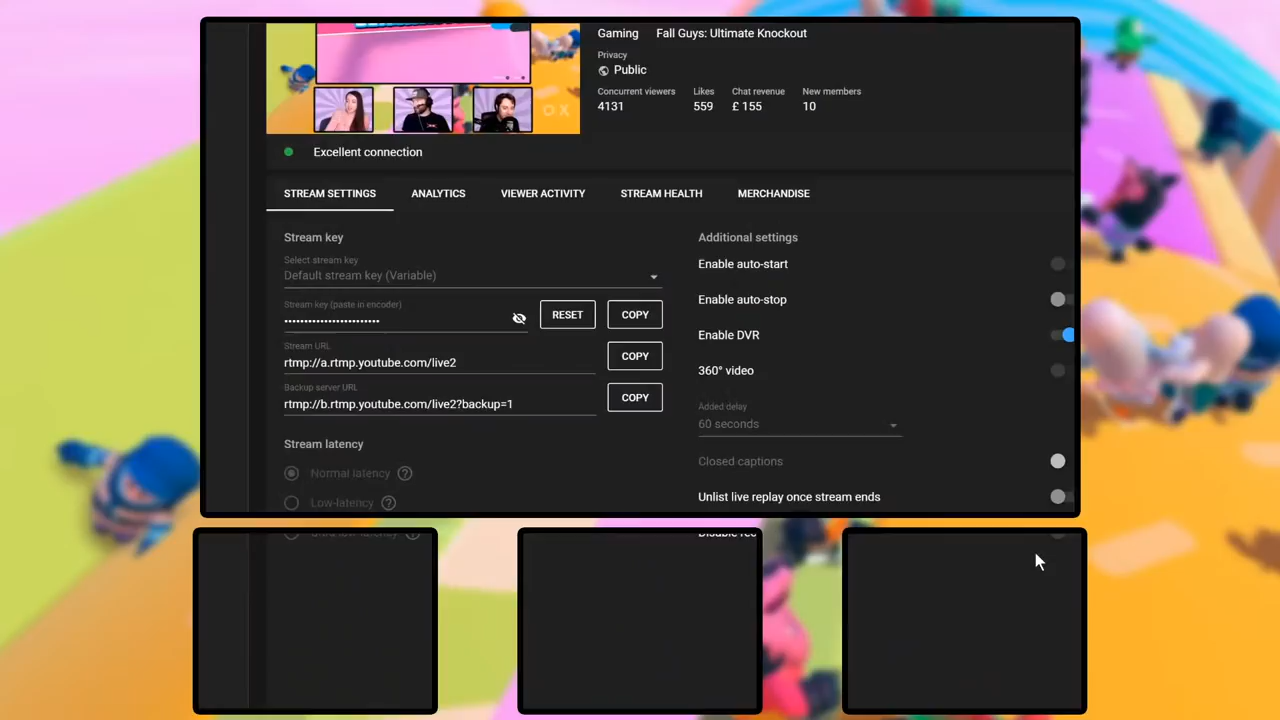 Gaming Fall Guys: Ultimate Knockout
Privacy
Public
Concurrent viewers Likes Chat revenue New members
4131 559 £ 155 10
Excellent connection
STREAM SETTINGS ANALYTICS VIEWER ACTIVITY STREAM HEALTH MERCHANDISE
Stream key
Select stream key
Default stream key (Variable)
Stream key (paste in encoder)
••••••••••••••••••••••••
RESET COPY
Stream URL
rtmp://a.rtmp.youtube.com/live2
COPY
Backup server URL
rtmp://b.rtmp.youtube.com/live2?backup=1
COPY
Stream latency
Normal latency
Low-latency
Additional settings
Enable auto-start
Enable auto-stop
Enable DVR
360° video
Added delay
60 seconds
Closed captions
Unlist live replay once stream ends